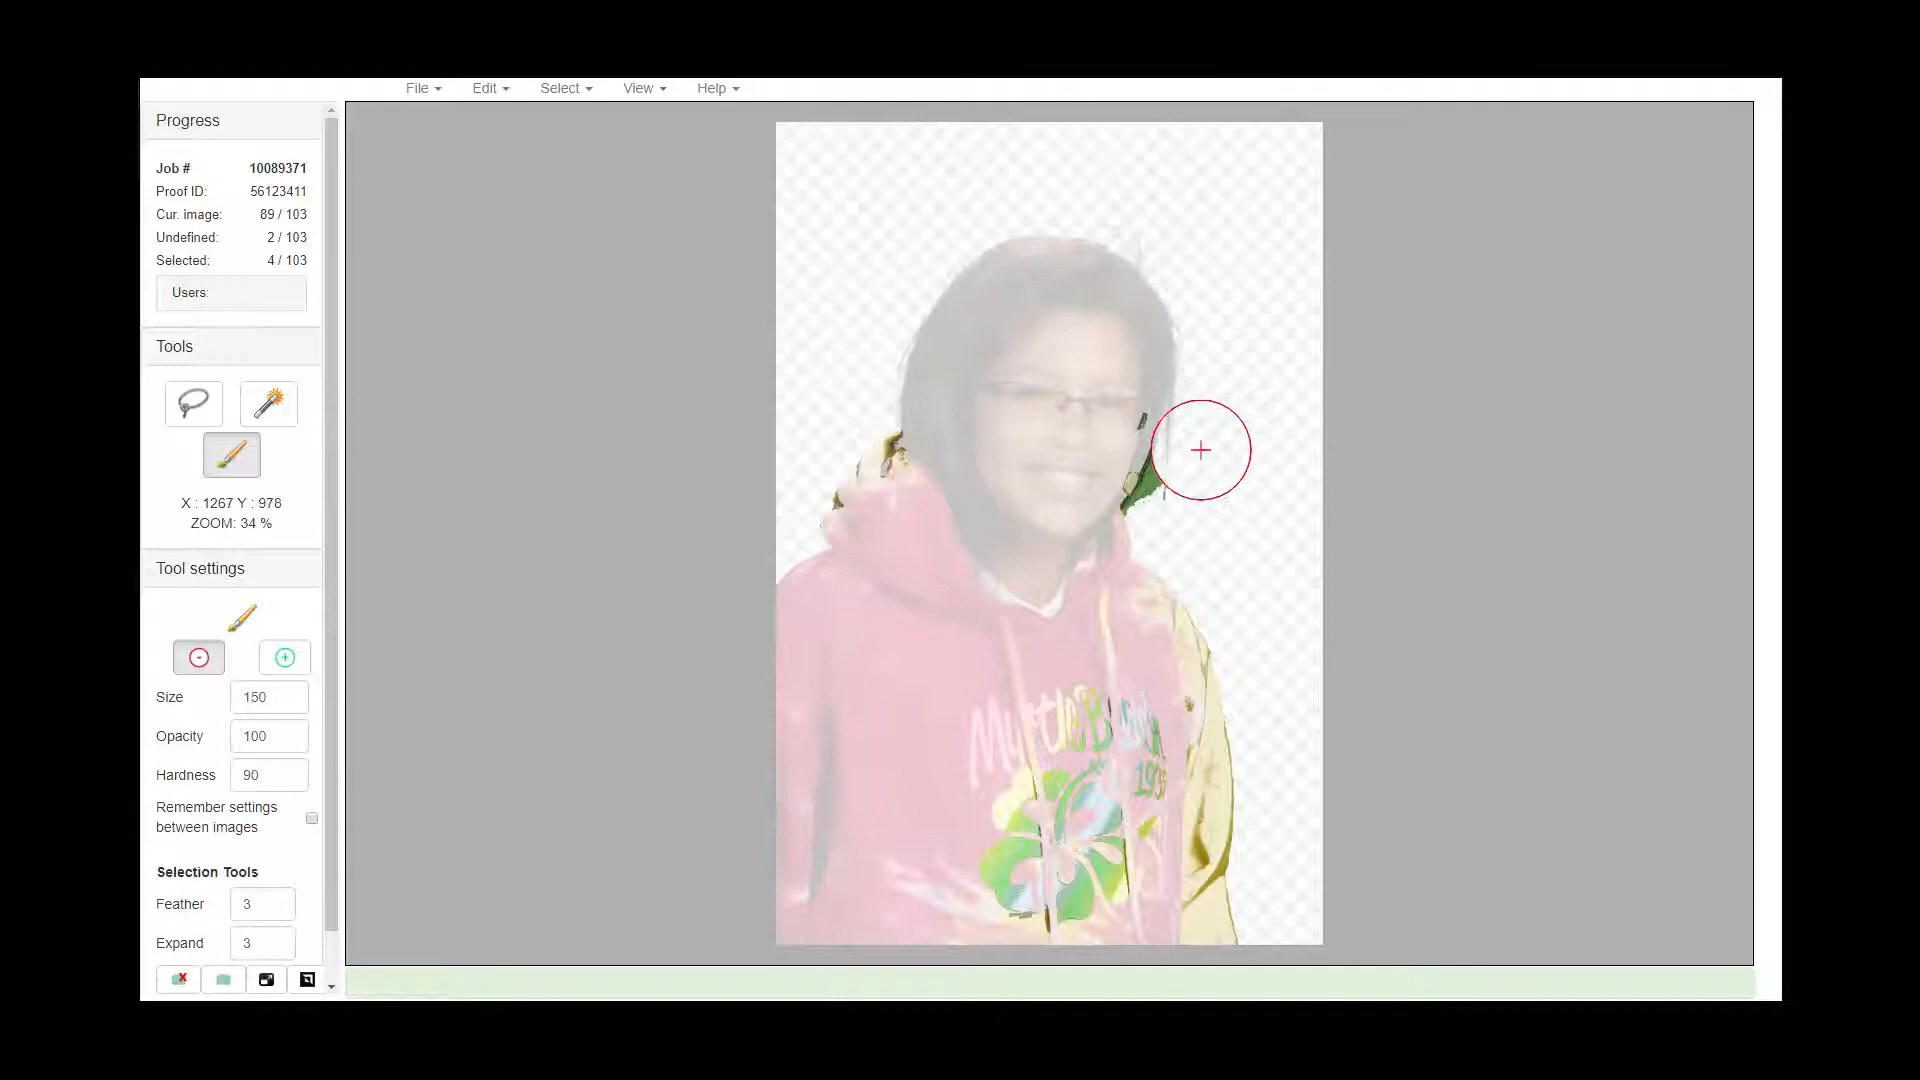 File Edit Select View Help
Progress
Job # 10089371
Proof ID: 56123411
Cur. image: 89 / 103
Undefined: 2 / 103
Selected: 4 / 103
Users:
Tools
X : 1267 Y : 978
ZOOM: 34 %
Tool settings
- +
Size 150
Opacity 100
Hardness 90
Remember settings
between images
Selection Tools
Feather 3
Expand 3
Myrtle